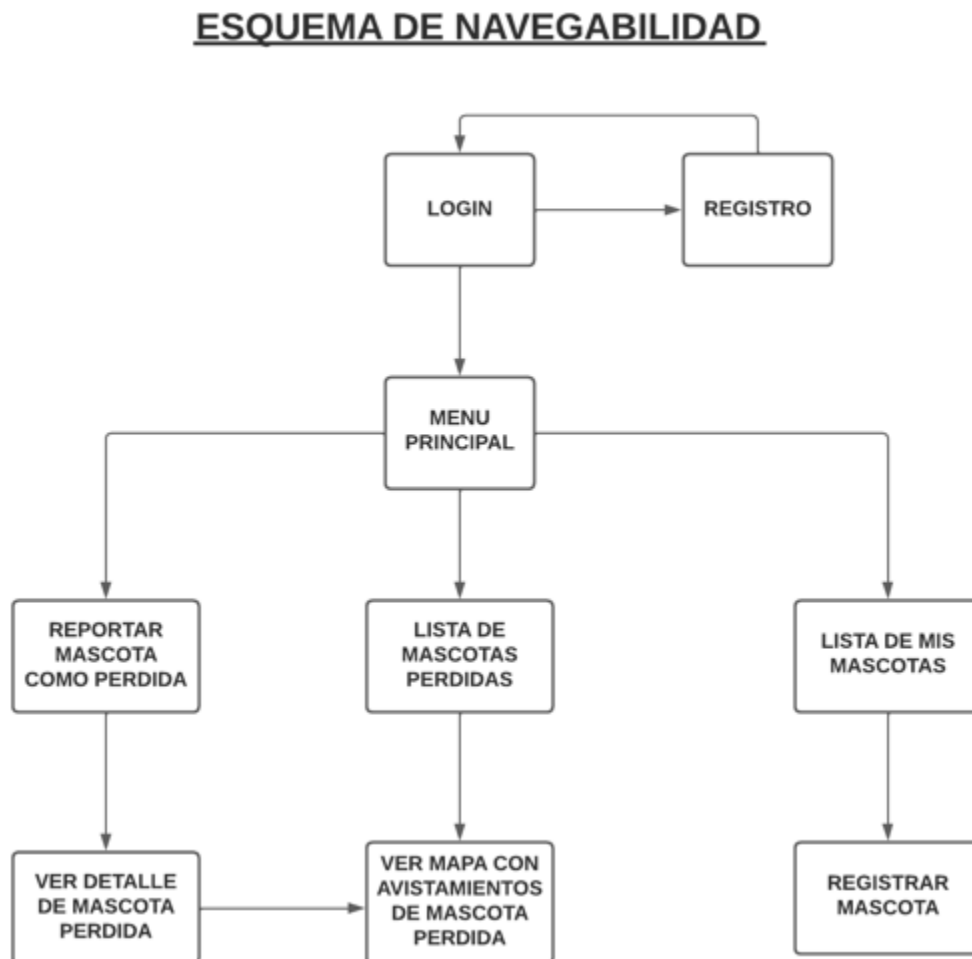 ESQUEMA DE NAVEGABILIDAD
LOGIN
REGISTRO
MENU
PRINCIPAL
REPORTAR
MASCOTA
COMO PERDIDA
LISTA DE
MASCOTAS
PERDIDAS
LISTA DE MIS
MASCOTAS
VER DETALLE
DE MASCOTA
PERDIDA
VER MAPA CON
AVISTAMIENTOS
DE MASCOTA
PERDIDA
REGISTRAR
MASCOTA